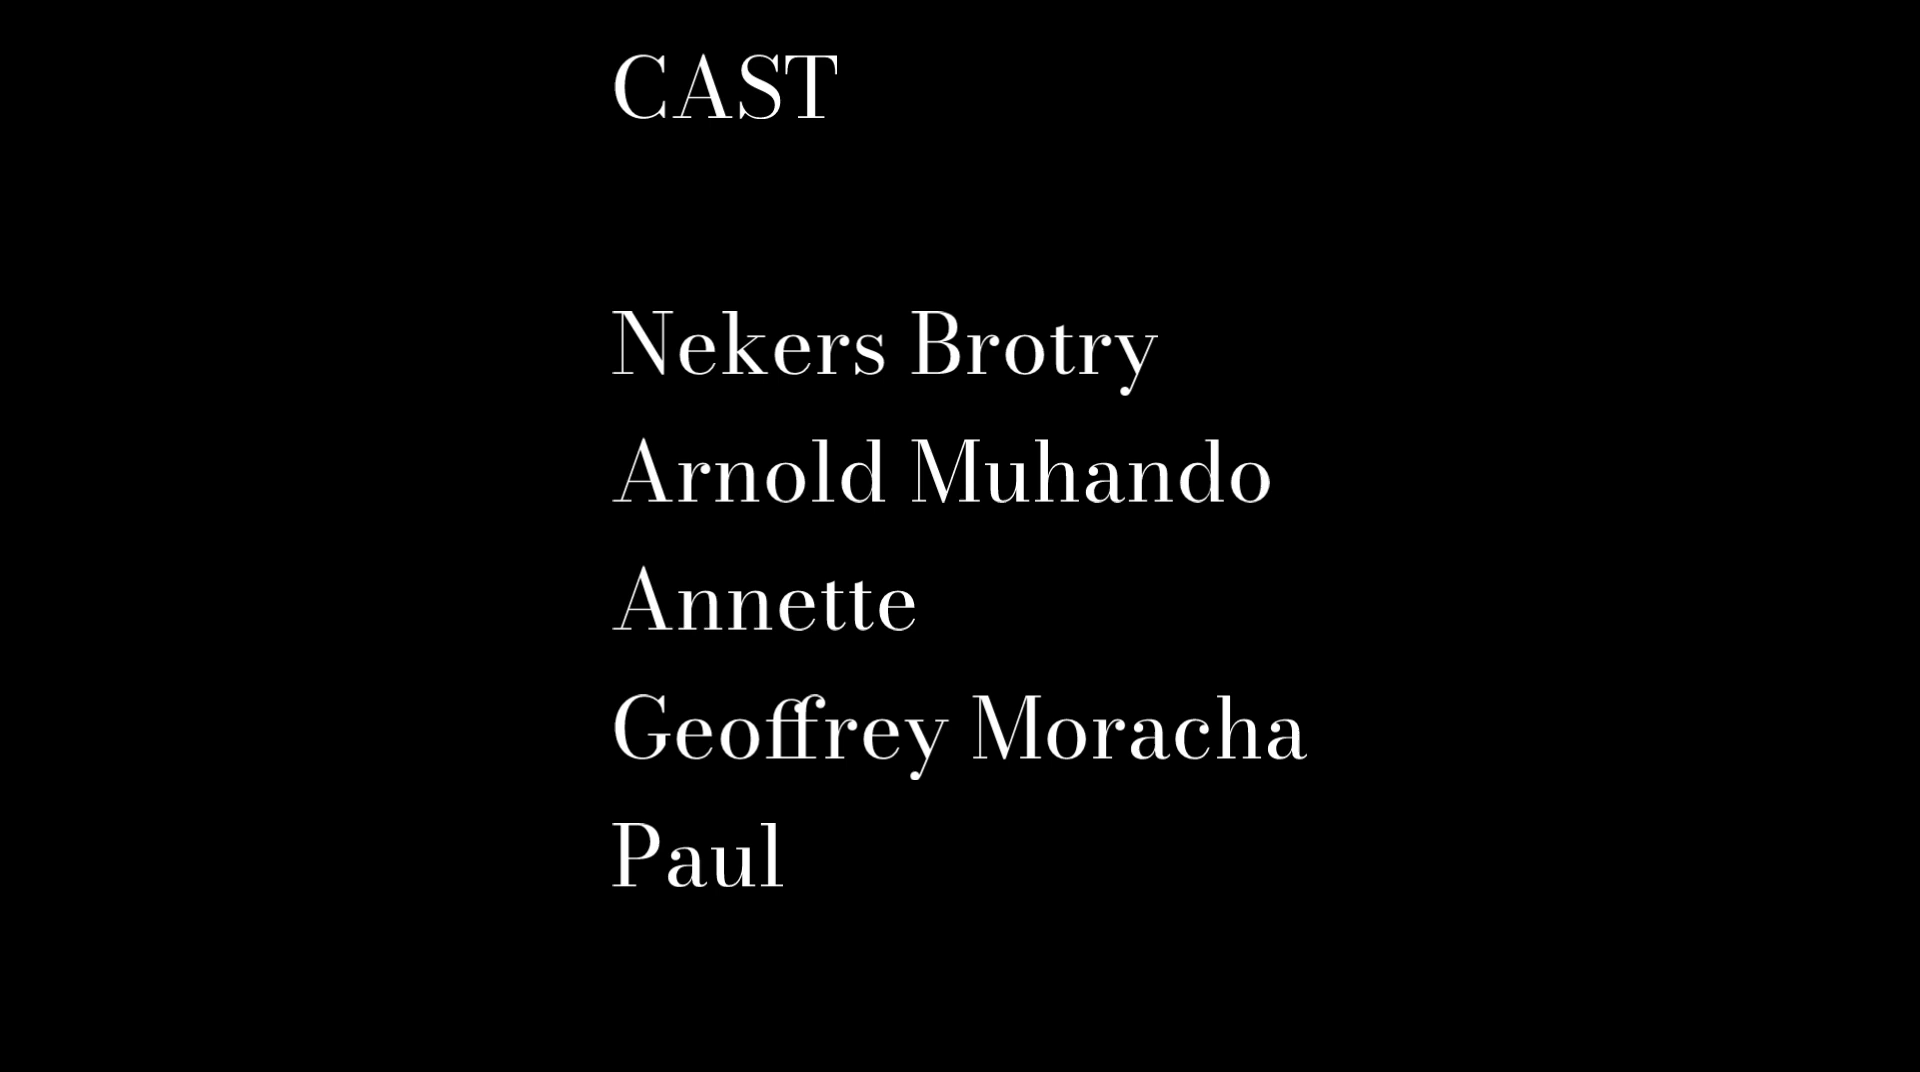 CAST
Nekers Brotry
Arnold Muhando
Annette
Geoffrey Moracha
Paul